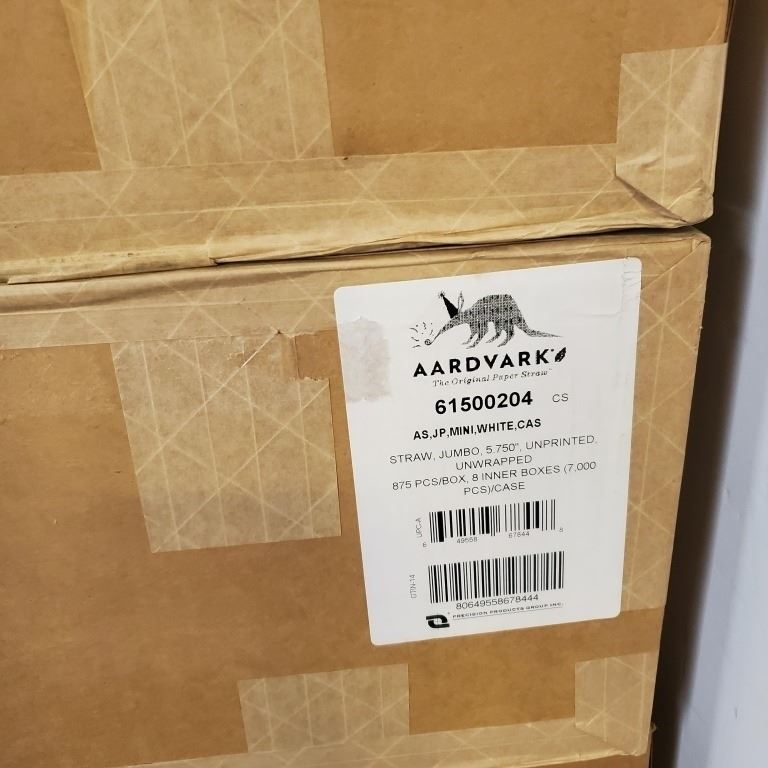 AARDVARK
The Original Paper Straw™
61500204 CS
AS,JP,MINI,WHITE,CAS
STRAW, JUMBO, 5.750", UNPRINTED,
UNWRAPPED
875 PCS/BOX, 8 INNER BOXES (7,000
PCS)/CASE
UPC-A
6 49558 67844 5
GTIN-14
80649558678444
PRECISION PRODUCTS GROUP INC.